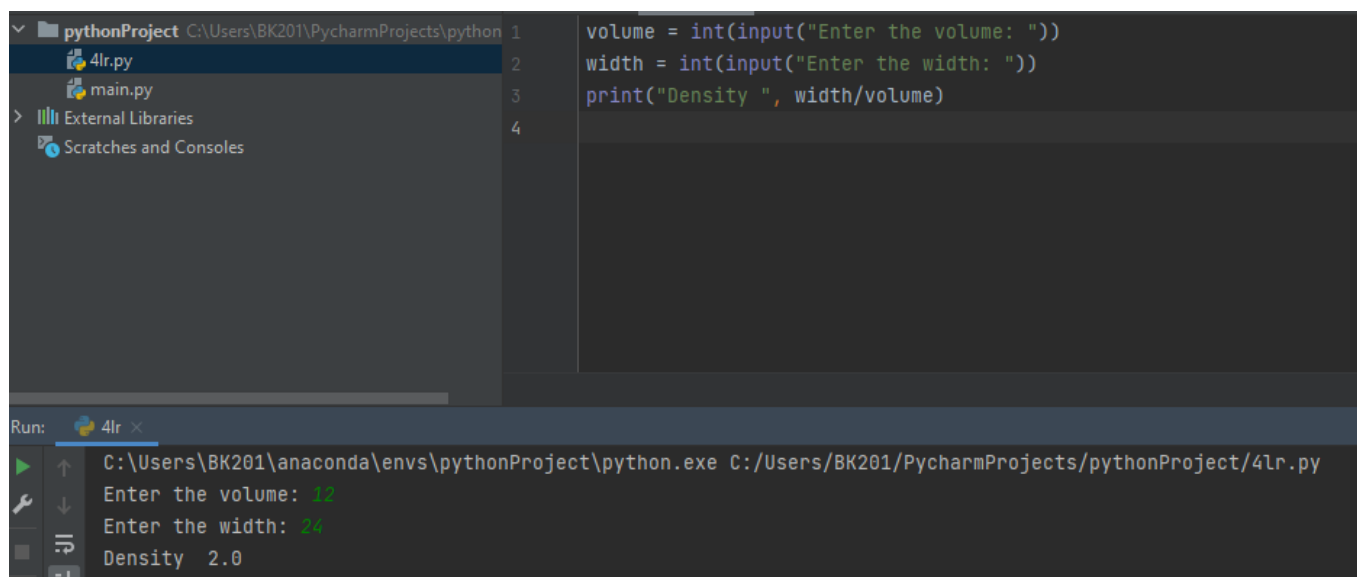 pythonProject C:\Users\BK201\PycharmProjects\python
4lr.py
main.py
External Libraries
Scratches and Consoles
1 volume = int(input("Enter the volume: "))
2 width = int(input("Enter the width: "))
3 print("Density ", width/volume)
4
Run: 4lr
C:\Users\BK201\anaconda\envs\pythonProject\python.exe C:/Users/BK201/PycharmProjects/pythonProject/4lr.py
Enter the volume: 12
Enter the width: 24
Density  2.0